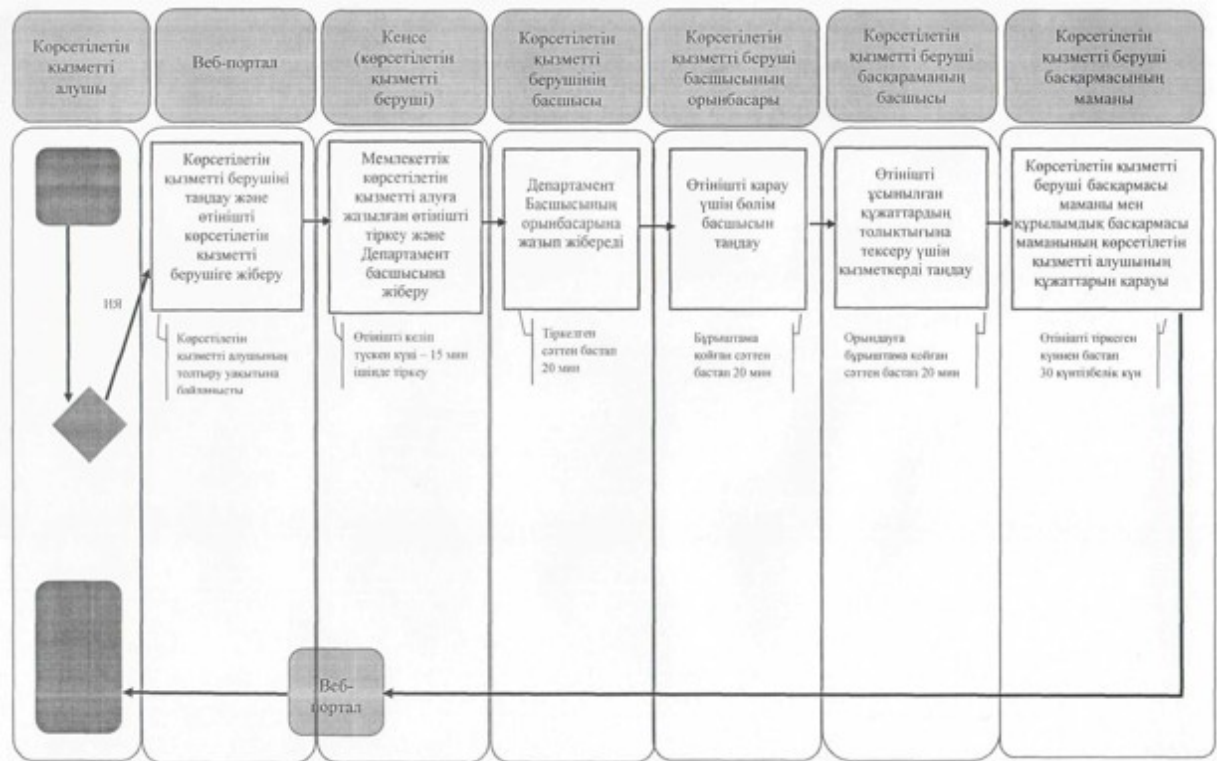 Көрсетілетін
қызметті
алушы
Веб-портал
Кеңсе
(көрсетілетін
қызметті
беруші)
Көрсетілетін
қызметті
берушінің
басшысы
Көрсетілетін
қызметті беруші
басшысының
орынбасары
Көрсетілетін
қызметті беруші
басқараманың
басшысы
Көрсетілетін
қызметті беруші
басқармасының
маманы
Көрсетілетін
қызметті берушіні
таңдау және
өтінішті
көрсетілетін
қызметті
берушіге жіберу
Мемлекеттік
көрсетілетін
қызметті алуға
жазылған өтінішті
тіркеу және
Департамент
басшысына
жіберу
Департамент
Басшысының
орынбасарына
жазып жібереді
Өтінішті қарау
үшін бөлім
басшысын
таңдау
Өтінішті
ұсынылған
құжаттардың
толықтығына
тексеру үшін
қызметкерді таңдау
Көрсетілетін қызметті
беруші басқармасы
маманы мен
құрылымдық басқармасы
маманының көрсетілетін
қызметті алушының
құжаттарын қарауы
ИЯ
Көрсетілетін
қызметті алушының
толтыру уақытына
байланысты
Өтінішті келіп
түскен күні – 15 мин
ішінде тіркеу
Тіркелген
сәттен бастап
20 мин
Бұрыштама
қойған сәттен
бастап 20 мин
Орындауға
бұрыштама қойған
сәттен бастап 20 мин
Өтінішті тіркеген
күннен бастап
30 күнтізбелік күн
Веб-
портал